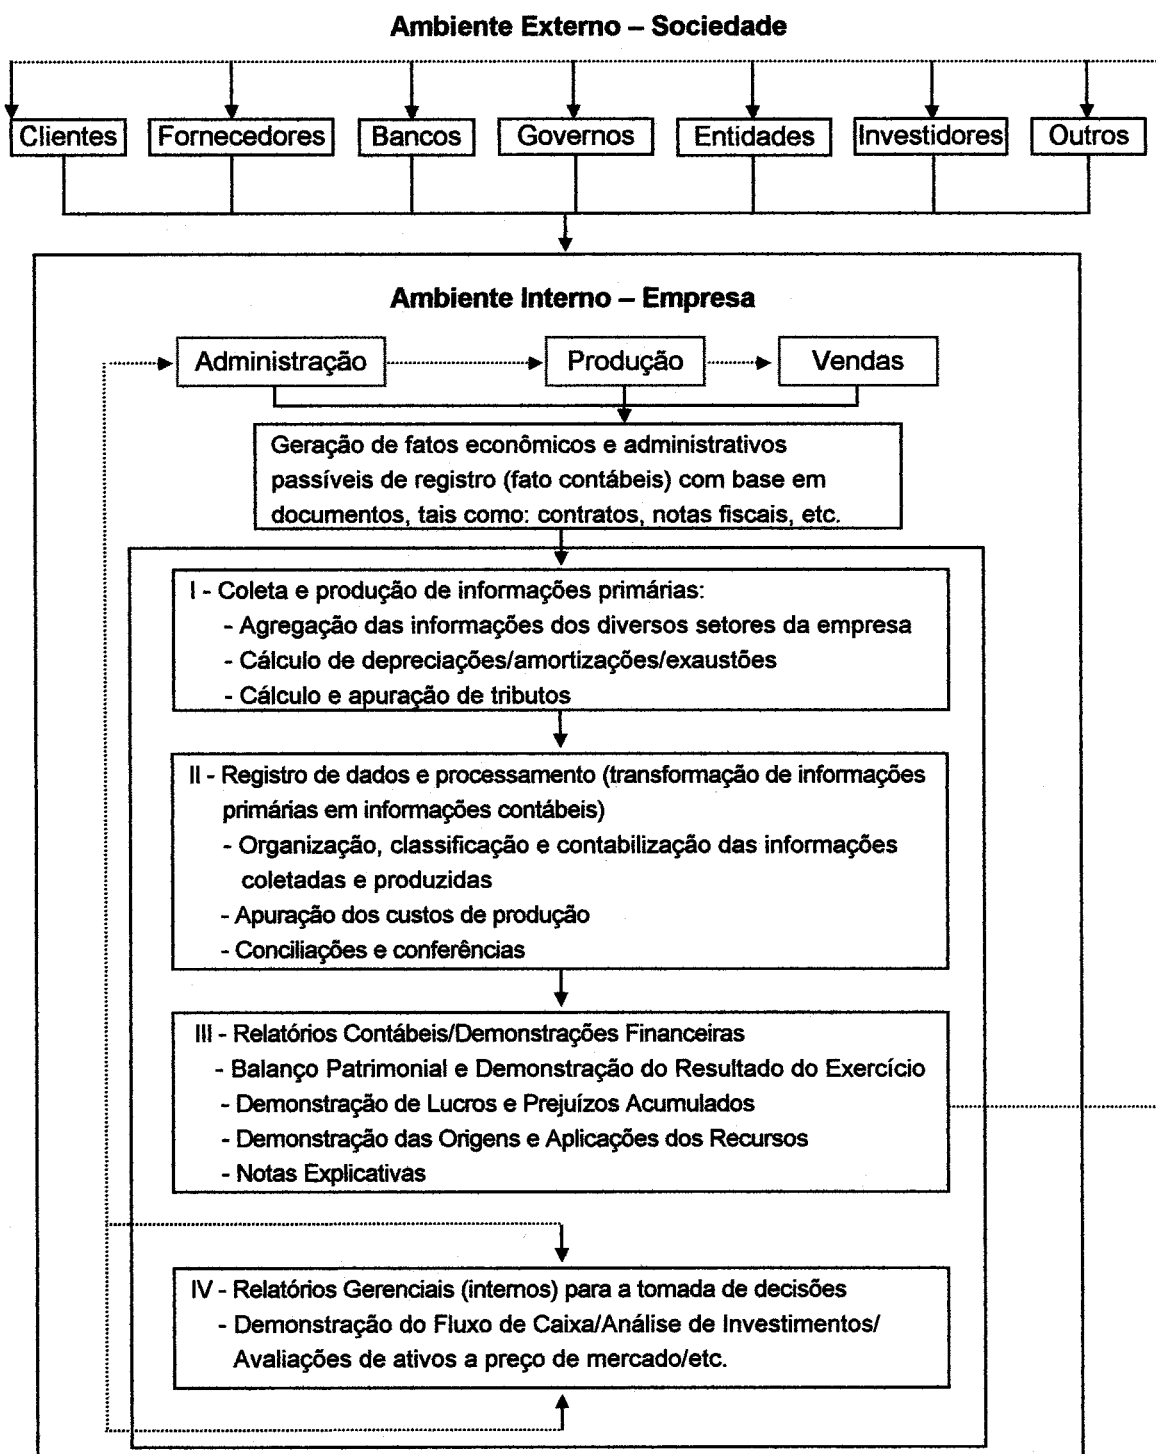 Ambiente Externo – Sociedade
Clientes
Fornecedores
Bancos
Governos
Entidades
Investidores
Outros
Ambiente Interno – Empresa
Administração
Produção
Vendas
Geração de fatos econômicos e administrativos
passíveis de registro (fato contábeis) com base em
documentos, tais como: contratos, notas fiscais, etc.
I - Coleta e produção de informações primárias:
- Agregação das informações dos diversos setores da empresa
- Cálculo de depreciações/amortizações/exaustões
- Cálculo e apuração de tributos
II - Registro de dados e processamento (transformação de informações
primárias em informações contábeis)
- Organização, classificação e contabilização das informações
coletadas e produzidas
- Apuração dos custos de produção
- Conciliações e conferências
III - Relatórios Contábeis/Demonstrações Financeiras
- Balanço Patrimonial e Demonstração do Resultado do Exercício
- Demonstração de Lucros e Prejuízos Acumulados
- Demonstração das Origens e Aplicações dos Recursos
- Notas Explicativas
IV - Relatórios Gerenciais (internos) para a tomada de decisões
- Demonstração do Fluxo de Caixa/Análise de Investimentos/
Avaliações de ativos a preço de mercado/etc.